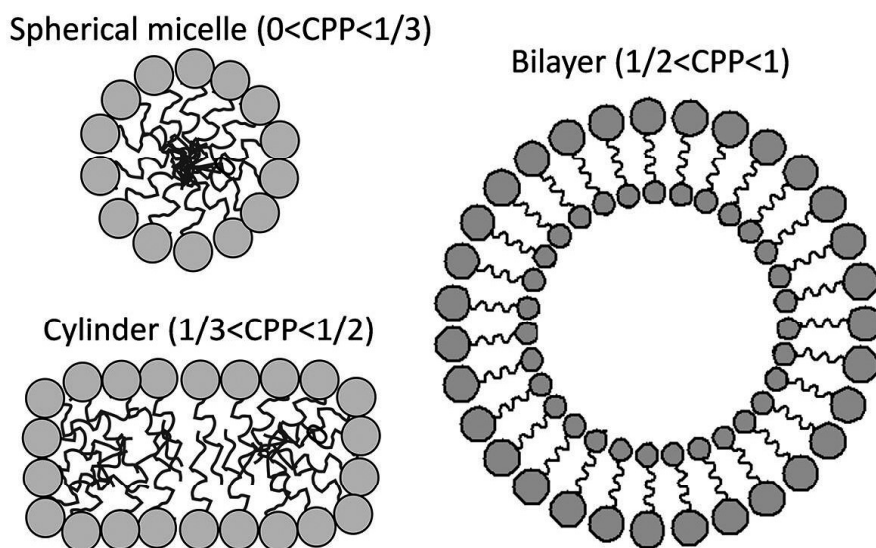 Spherical micelle (0<CPP<1/3)
Bilayer (1/2<CPP<1)
Cylinder (1/3<CPP<1/2)